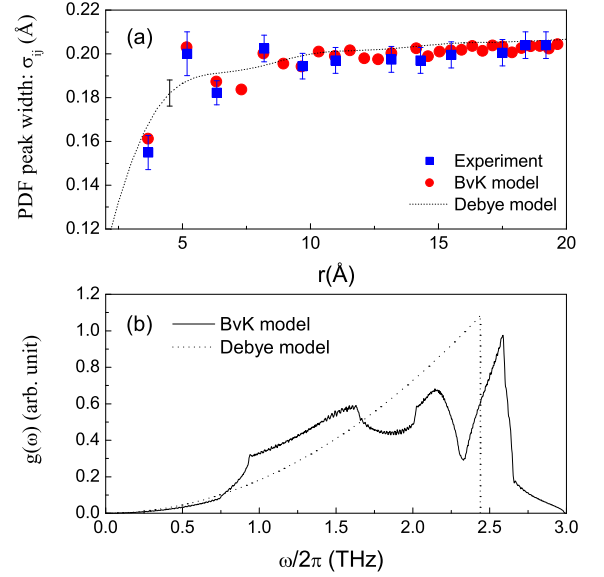 (a)
PDF peak width: σij (Å)
0.20
0.18
0.16
0.14
0.12
Experiment
BvK model
Debye model
5 10 15 20
r(Å)
(b)
BvK model
Debye model
g(ω) (arb. unit)
1.2
1.0
0.8
0.6
0.4
0.2
0.0
0.0 0.5 1.0 1.5 2.0 2.5 3.0
ω/2π (THz)